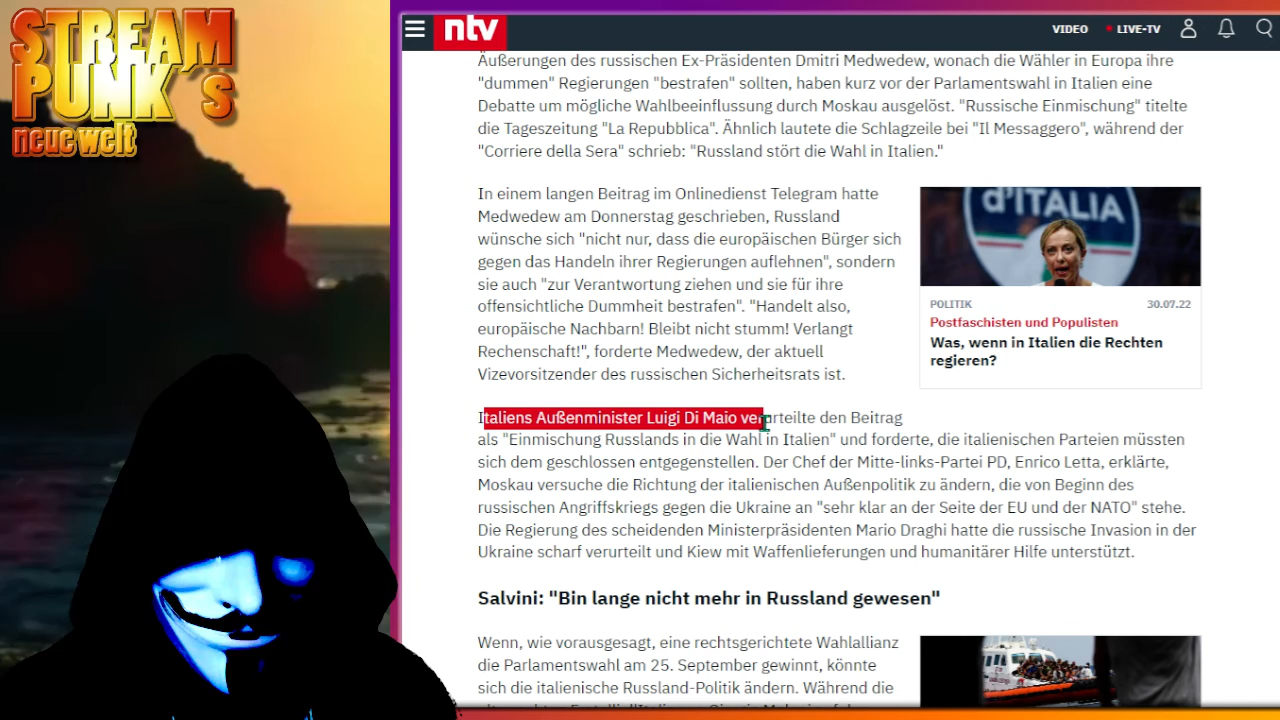 STREAM
PUNK´s
neue welt
ntv
VIDEO
LIVE-TV
Äußerungen des russischen Ex-Präsidenten Dmitri Medwedew, wonach die Wähler in Europa ihre
"dummen" Regierungen "bestrafen" sollten, haben kurz vor der Parlamentswahl in Italien eine
Debatte um mögliche Wahlbeeinflussung durch Moskau ausgelöst. "Russische Einmischung" titelte
die Tageszeitung "La Repubblica". Ähnlich lautete die Schlagzeile bei "Il Messaggero", während der
"Corriere della Sera" schrieb: "Russland stört die Wahl in Italien."
In einem langen Beitrag im Onlinedienst Telegram hatte
Medwedew am Donnerstag geschrieben, Russland
wünsche sich "nicht nur, dass die europäischen Bürger sich
gegen das Handeln ihrer Regierungen auflehnen", sondern
sie auch "zur Verantwortung ziehen und sie für ihre
offensichtliche Dummheit bestrafen". "Handelt also,
europäische Nachbarn! Bleibt nicht stumm! Verlangt
Rechenschaft!", forderte Medwedew, der aktuell
Vizevorsitzender des russischen Sicherheitsrats ist.
d'ITALIA
POLITIK
30.07.22
Postfaschisten und Populisten
Was, wenn in Italien die Rechten
regieren?
Italiens Außenminister Luigi Di Maio verurteilte den Beitrag
als "Einmischung Russlands in die Wahl in Italien" und forderte, die italienischen Parteien müssten
sich dem geschlossen entgegenstellen. Der Chef der Mitte-links-Partei PD, Enrico Letta, erklärte,
Moskau versuche die Richtung der italienischen Außenpolitik zu ändern, die von Beginn des
russischen Angriffskriegs gegen die Ukraine an "sehr klar an der Seite der EU und der NATO" stehe.
Die Regierung des scheidenden Ministerpräsidenten Mario Draghi hatte die russische Invasion in der
Ukraine scharf verurteilt und Kiew mit Waffenlieferungen und humanitärer Hilfe unterstützt.
Salvini: "Bin lange nicht mehr in Russland gewesen"
Wenn, wie vorausgesagt, eine rechtsgerichtete Wahlallianz
die Parlamentswahl am 25. September gewinnt, könnte
sich die italienische Russland-Politik ändern. Während die